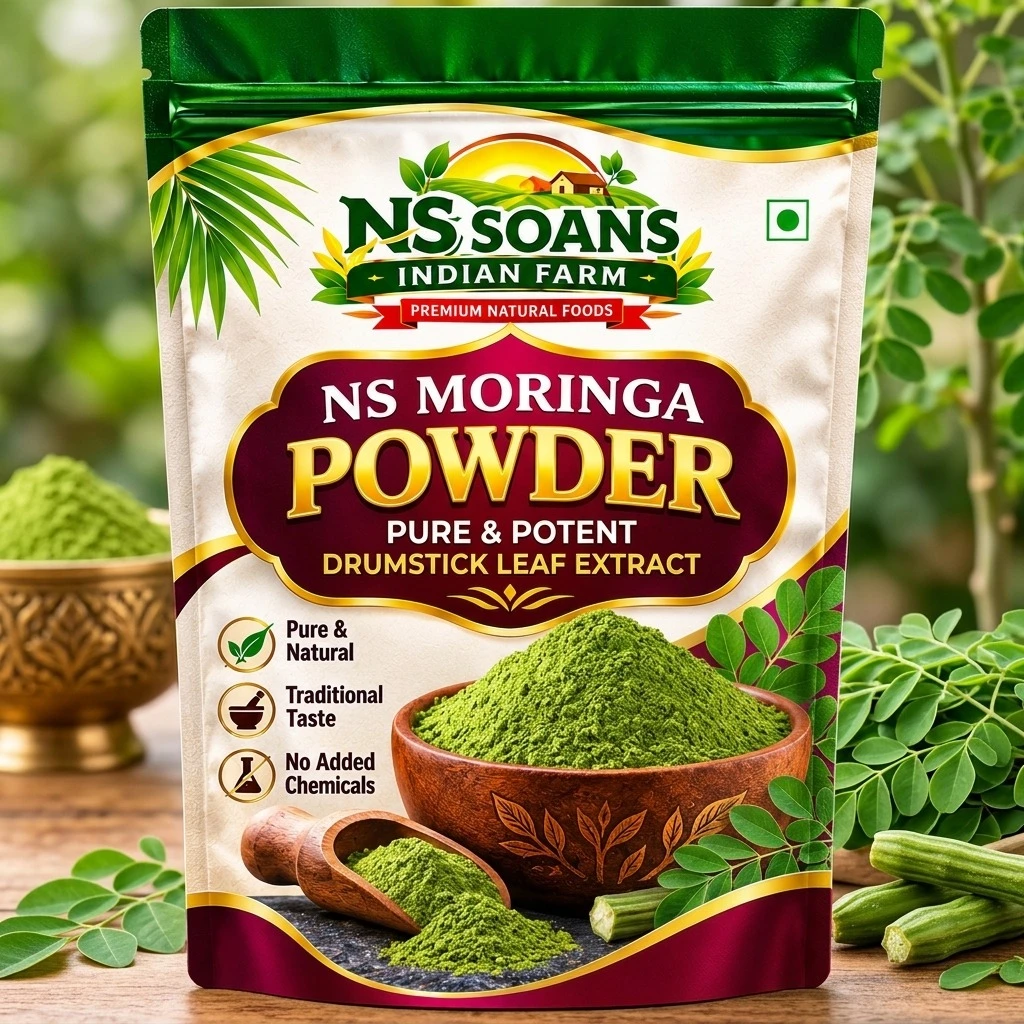 NS SOANS
INDIAN FARM
PREMIUM NATURAL FOODS
NS MORINGA
POWDER
PURE & POTENT
DRUMSTICK LEAF EXTRACT
Pure &
Natural
Traditional
Taste
No Added
Chemicals